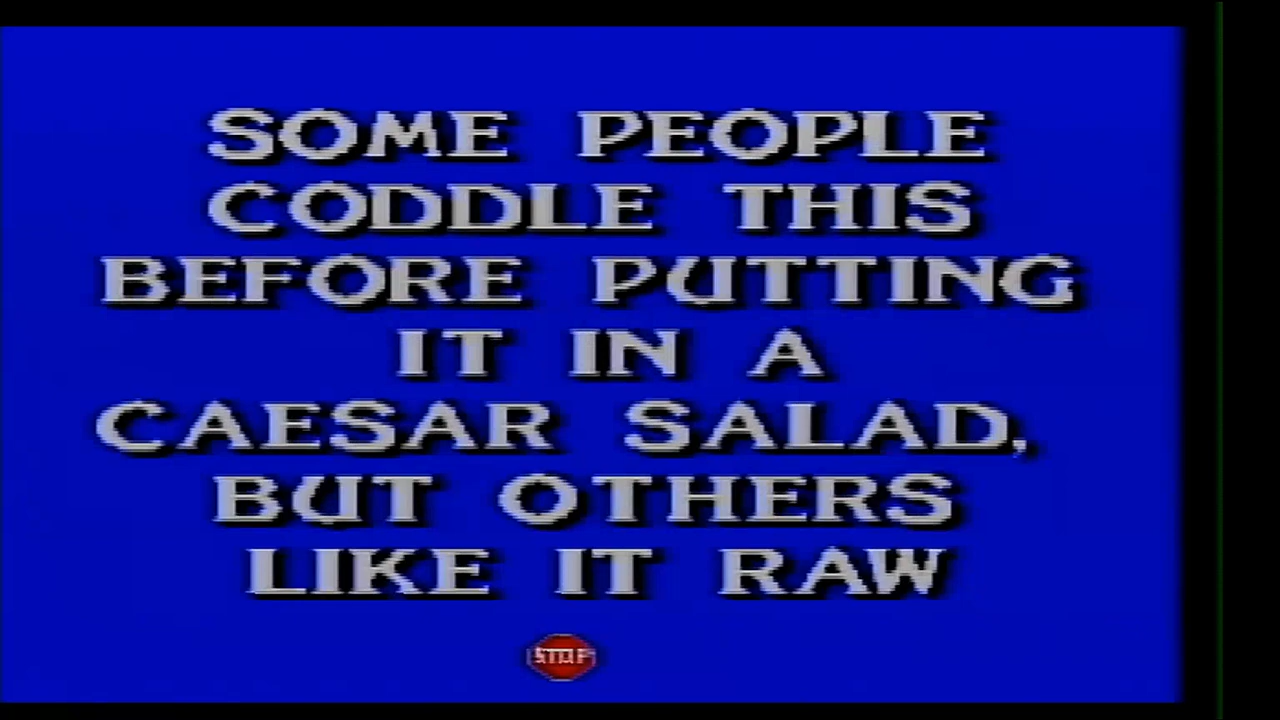 SOME PEOPLE
CODDLE THIS
BEFORE PUTTING
IT IN A
CAESAR SALAD,
BUT OTHERS
LIKE IT RAW
STOP